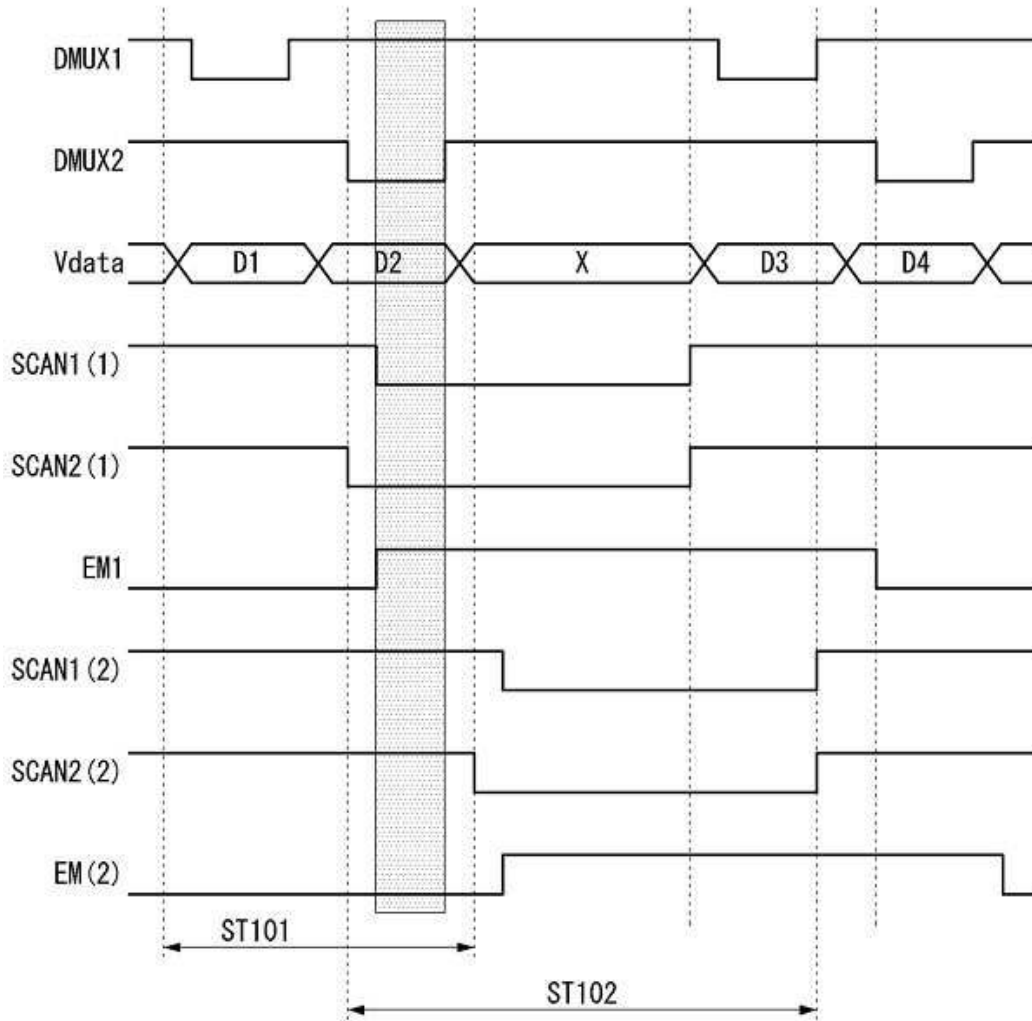 DMUX1
DMUX2
Vdata D1 D2 X D3 D4
SCAN1(1)
SCAN2(1)
EM1
SCAN1(2)
SCAN2(2)
EM(2)
ST101
ST102